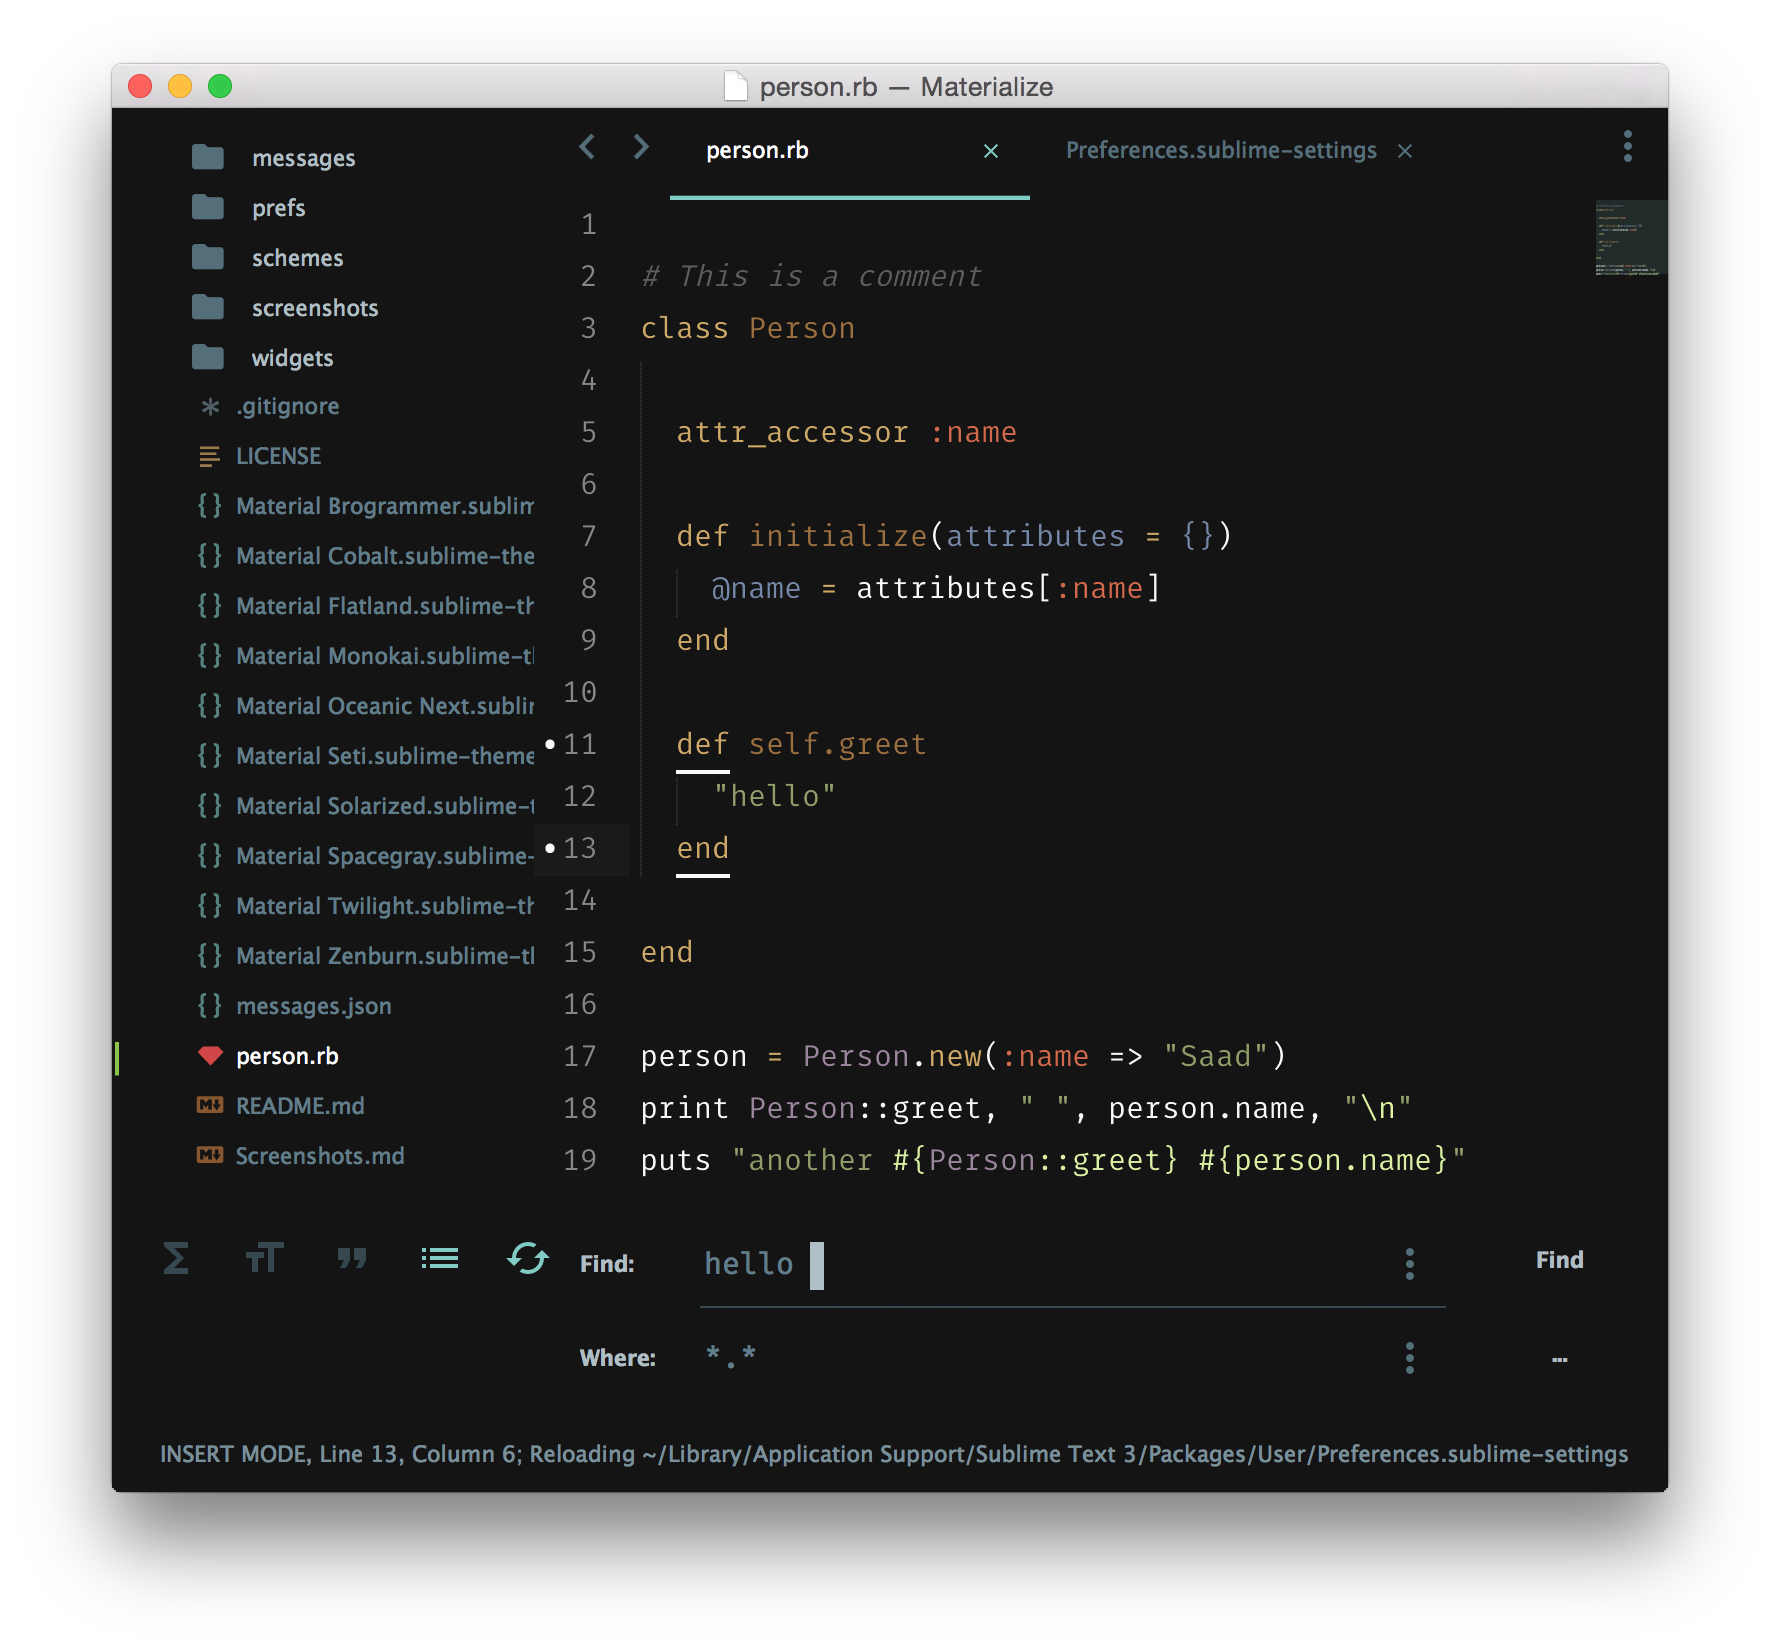 person.rb — Materialize
messages
prefs
schemes
screenshots
widgets
.gitignore
LICENSE
Material Brogrammer.sublim
Material Cobalt.sublime-the
Material Flatland.sublime-th
Material Monokai.sublime-t
Material Oceanic Next.sublir
Material Seti.sublime-theme
Material Solarized.sublime-t
Material Spacegray.sublime-
Material Twilight.sublime-th
Material Zenburn.sublime-tl
messages.json
person.rb
README.md
Screenshots.md
person.rb × Preferences.sublime-settings ×
1
2 # This is a comment
3 class Person
4
5   attr_accessor :name
6
7   def initialize(attributes = {})
8     @name = attributes[:name]
9   end
10
11   def self.greet
12     "hello"
13   end
14
15 end
16
17 person = Person.new(:name => "Saad")
18 print Person::greet, " ", person.name, "\n"
19 puts "another #{Person::greet} #{person.name}"
Find: hello Find
Where: *.* ...
INSERT MODE, Line 13, Column 6; Reloading ~/Library/Application Support/Sublime Text 3/Packages/User/Preferences.sublime-settings